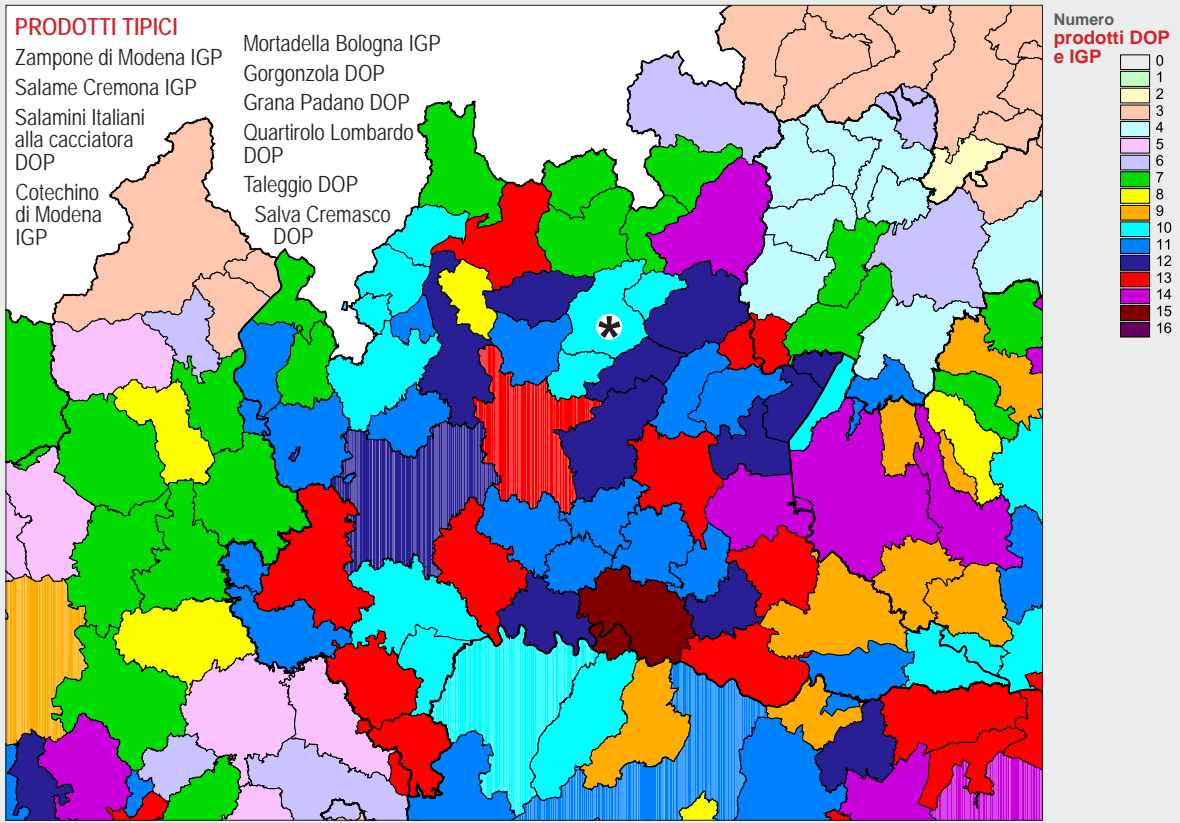 PRODOTTI TIPICI
Zampone di Modena IGP
Salame Cremona IGP
Salamini Italiani
alla cacciatora
DOP
Cotechino
di Modena
IGP
Mortadella Bologna IGP
Gorgonzola DOP
Grana Padano DOP
Quartirolo Lombardo
DOP
Taleggio DOP
Salva Cremasco
DOP
*
Numero
prodotti DOP
e IGP
0
1
2
3
4
5
6
7
8
9
10
11
12
13
14
15
16